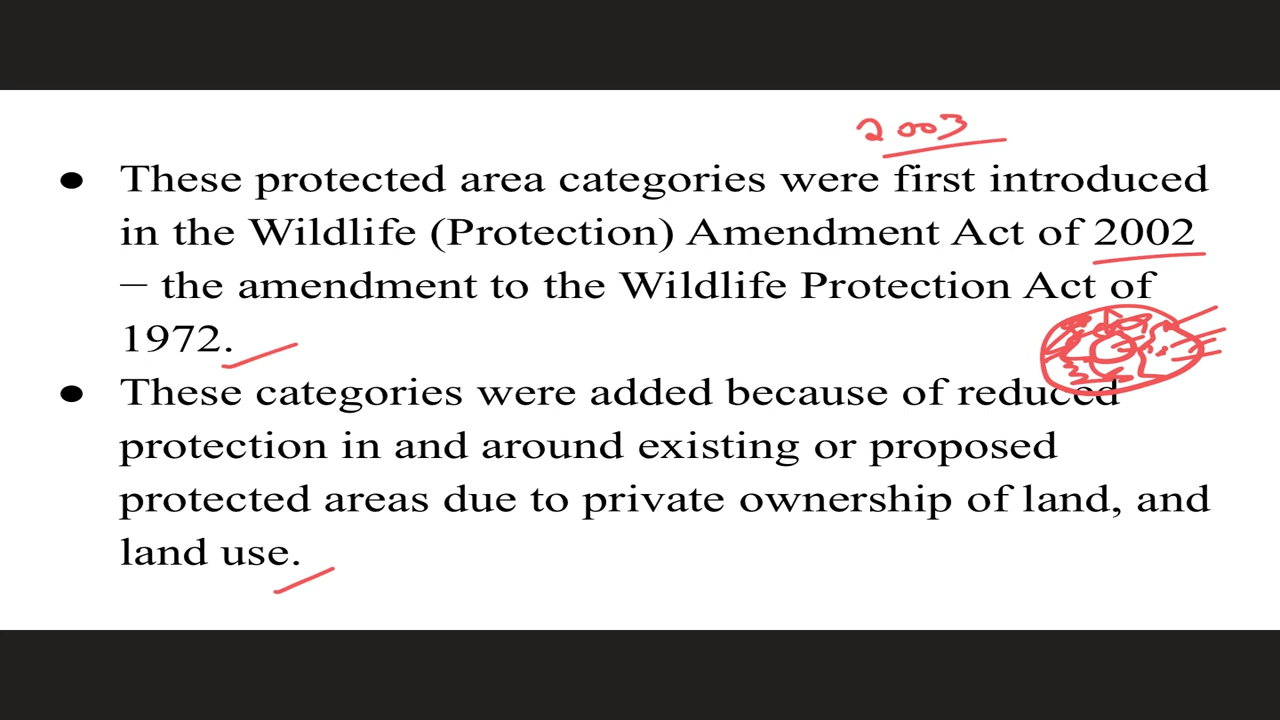 2003
● These protected area categories were first introduced
in the Wildlife (Protection) Amendment Act of 2002
– the amendment to the Wildlife Protection Act of
1972.
● These categories were added because of reduced
protection in and around existing or proposed
protected areas due to private ownership of land, and
land use.